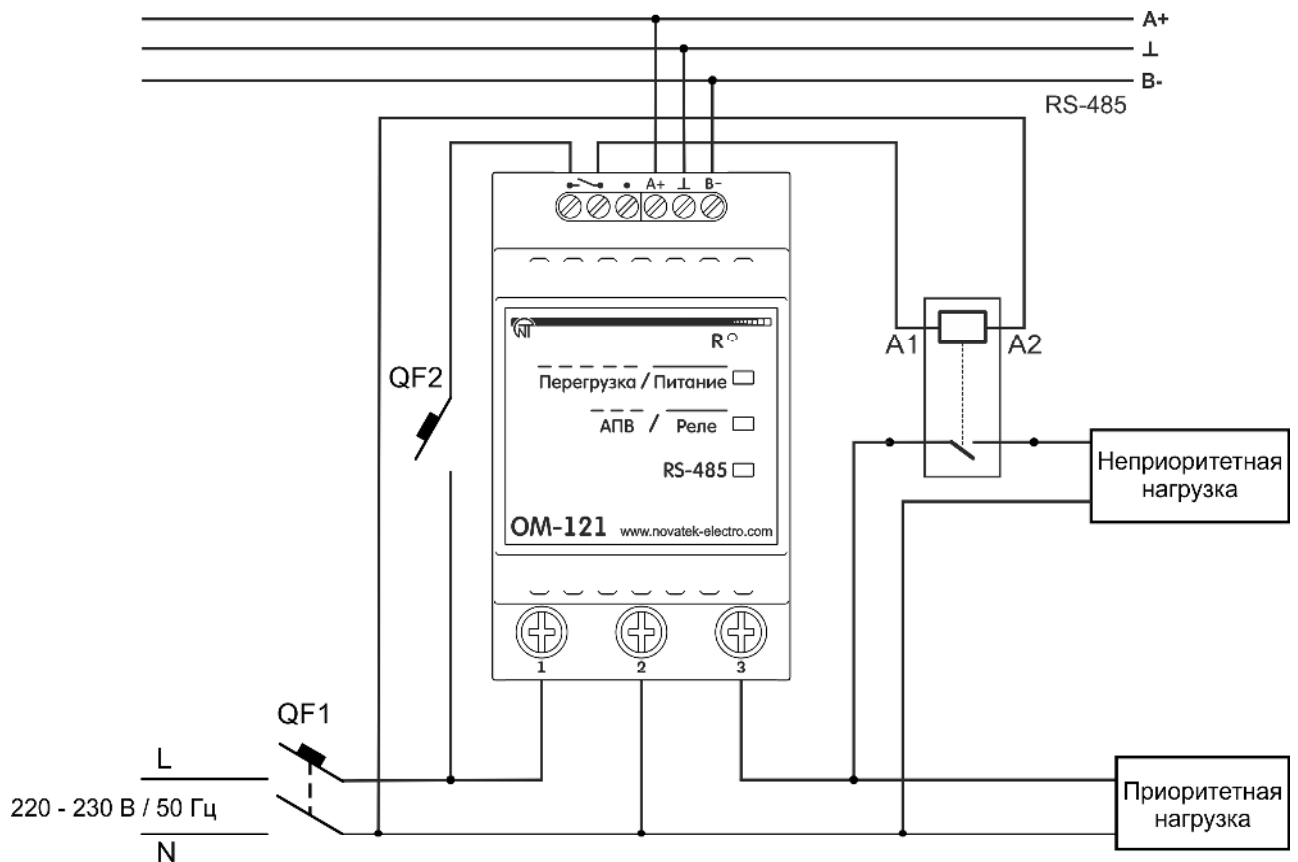 A+
⊥
B-
RS-485
A+ ⊥ B-
R
A1 A2
QF2
Перегрузка / Питание
АПВ / Реле
RS-485
Неприоритетная
нагрузка
ОМ-121 www.novatek-electro.com
1 2 3
QF1
L
220 - 230 В / 50 Гц
N
Приоритетная
нагрузка